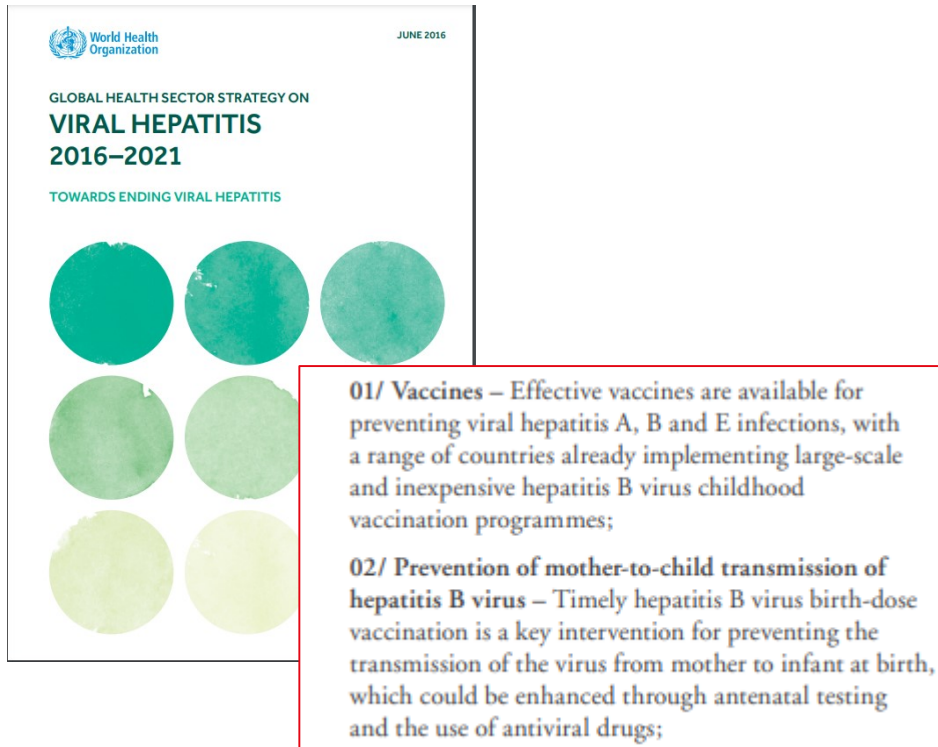 World Health
Organization
JUNE 2016
GLOBAL HEALTH SECTOR STRATEGY ON
VIRAL HEPATITIS
2016–2021
TOWARDS ENDING VIRAL HEPATITIS
01/ Vaccines – Effective vaccines are available for
preventing viral hepatitis A, B and E infections, with
a range of countries already implementing large-scale
and inexpensive hepatitis B virus childhood
vaccination programmes;
02/ Prevention of mother-to-child transmission of
hepatitis B virus – Timely hepatitis B virus birth-dose
vaccination is a key intervention for preventing the
transmission of the virus from mother to infant at birth,
which could be enhanced through antenatal testing
and the use of antiviral drugs;